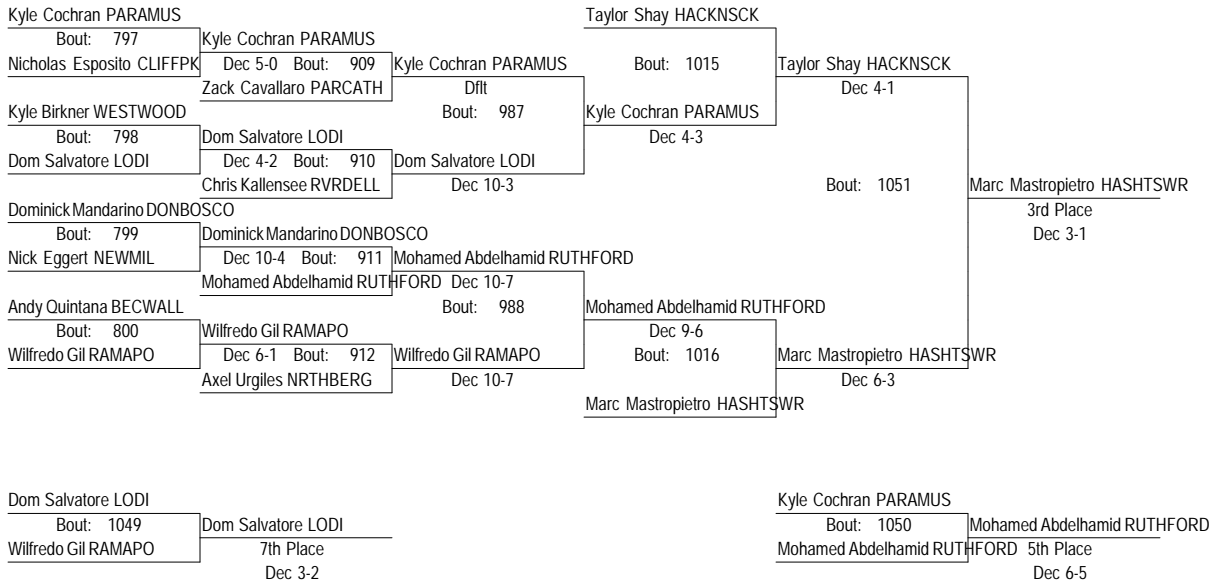 Kyle Cochran PARAMUS
Taylor Shay HACKNSCK
Bout: 797
Kyle Cochran PARAMUS
Nicholas Esposito CLIFFPK
Dec 5-0 Bout: 909
Kyle Cochran PARAMUS
Bout: 1015
Taylor Shay HACKNSCK
Zack Cavallaro PARCATH
Dflt
Dec 4-1
Kyle Birkner WESTWOOD
Bout: 987
Kyle Cochran PARAMUS
Bout: 798
Dom Salvatore LODI
Dec 4-3
Dom Salvatore LODI
Dec 4-2 Bout: 910
Dom Salvatore LODI
Chris Kallensee RVRDELL
Dec 10-3
Bout: 1051
Marc Mastropietro HASHTSWR
Dominick Mandarino DONBOSCO
3rd Place
Bout: 799
Dominick Mandarino DONBOSCO
Dec 3-1
Nick Eggert NEWMIL
Dec 10-4 Bout: 911
Mohamed Abdelhamid RUTHFORD
Mohamed Abdelhamid RUTHFORD
Dec 10-7
Andy Quintana BECWALL
Bout: 988
Mohamed Abdelhamid RUTHFORD
Bout: 800
Wilfredo Gil RAMAPO
Dec 9-6
Wilfredo Gil RAMAPO
Dec 6-1 Bout: 912
Wilfredo Gil RAMAPO
Bout: 1016
Marc Mastropietro HASHTSWR
Axel Urgiles NRTHBERG
Dec 10-7
Dec 6-3
Marc Mastropietro HASHTSWR
Dom Salvatore LODI
Kyle Cochran PARAMUS
Bout: 1049
Dom Salvatore LODI
Bout: 1050
Mohamed Abdelhamid RUTHFORD
Wilfredo Gil RAMAPO
7th Place
Mohamed Abdelhamid RUTHFORD
5th Place
Dec 3-2
Dec 6-5